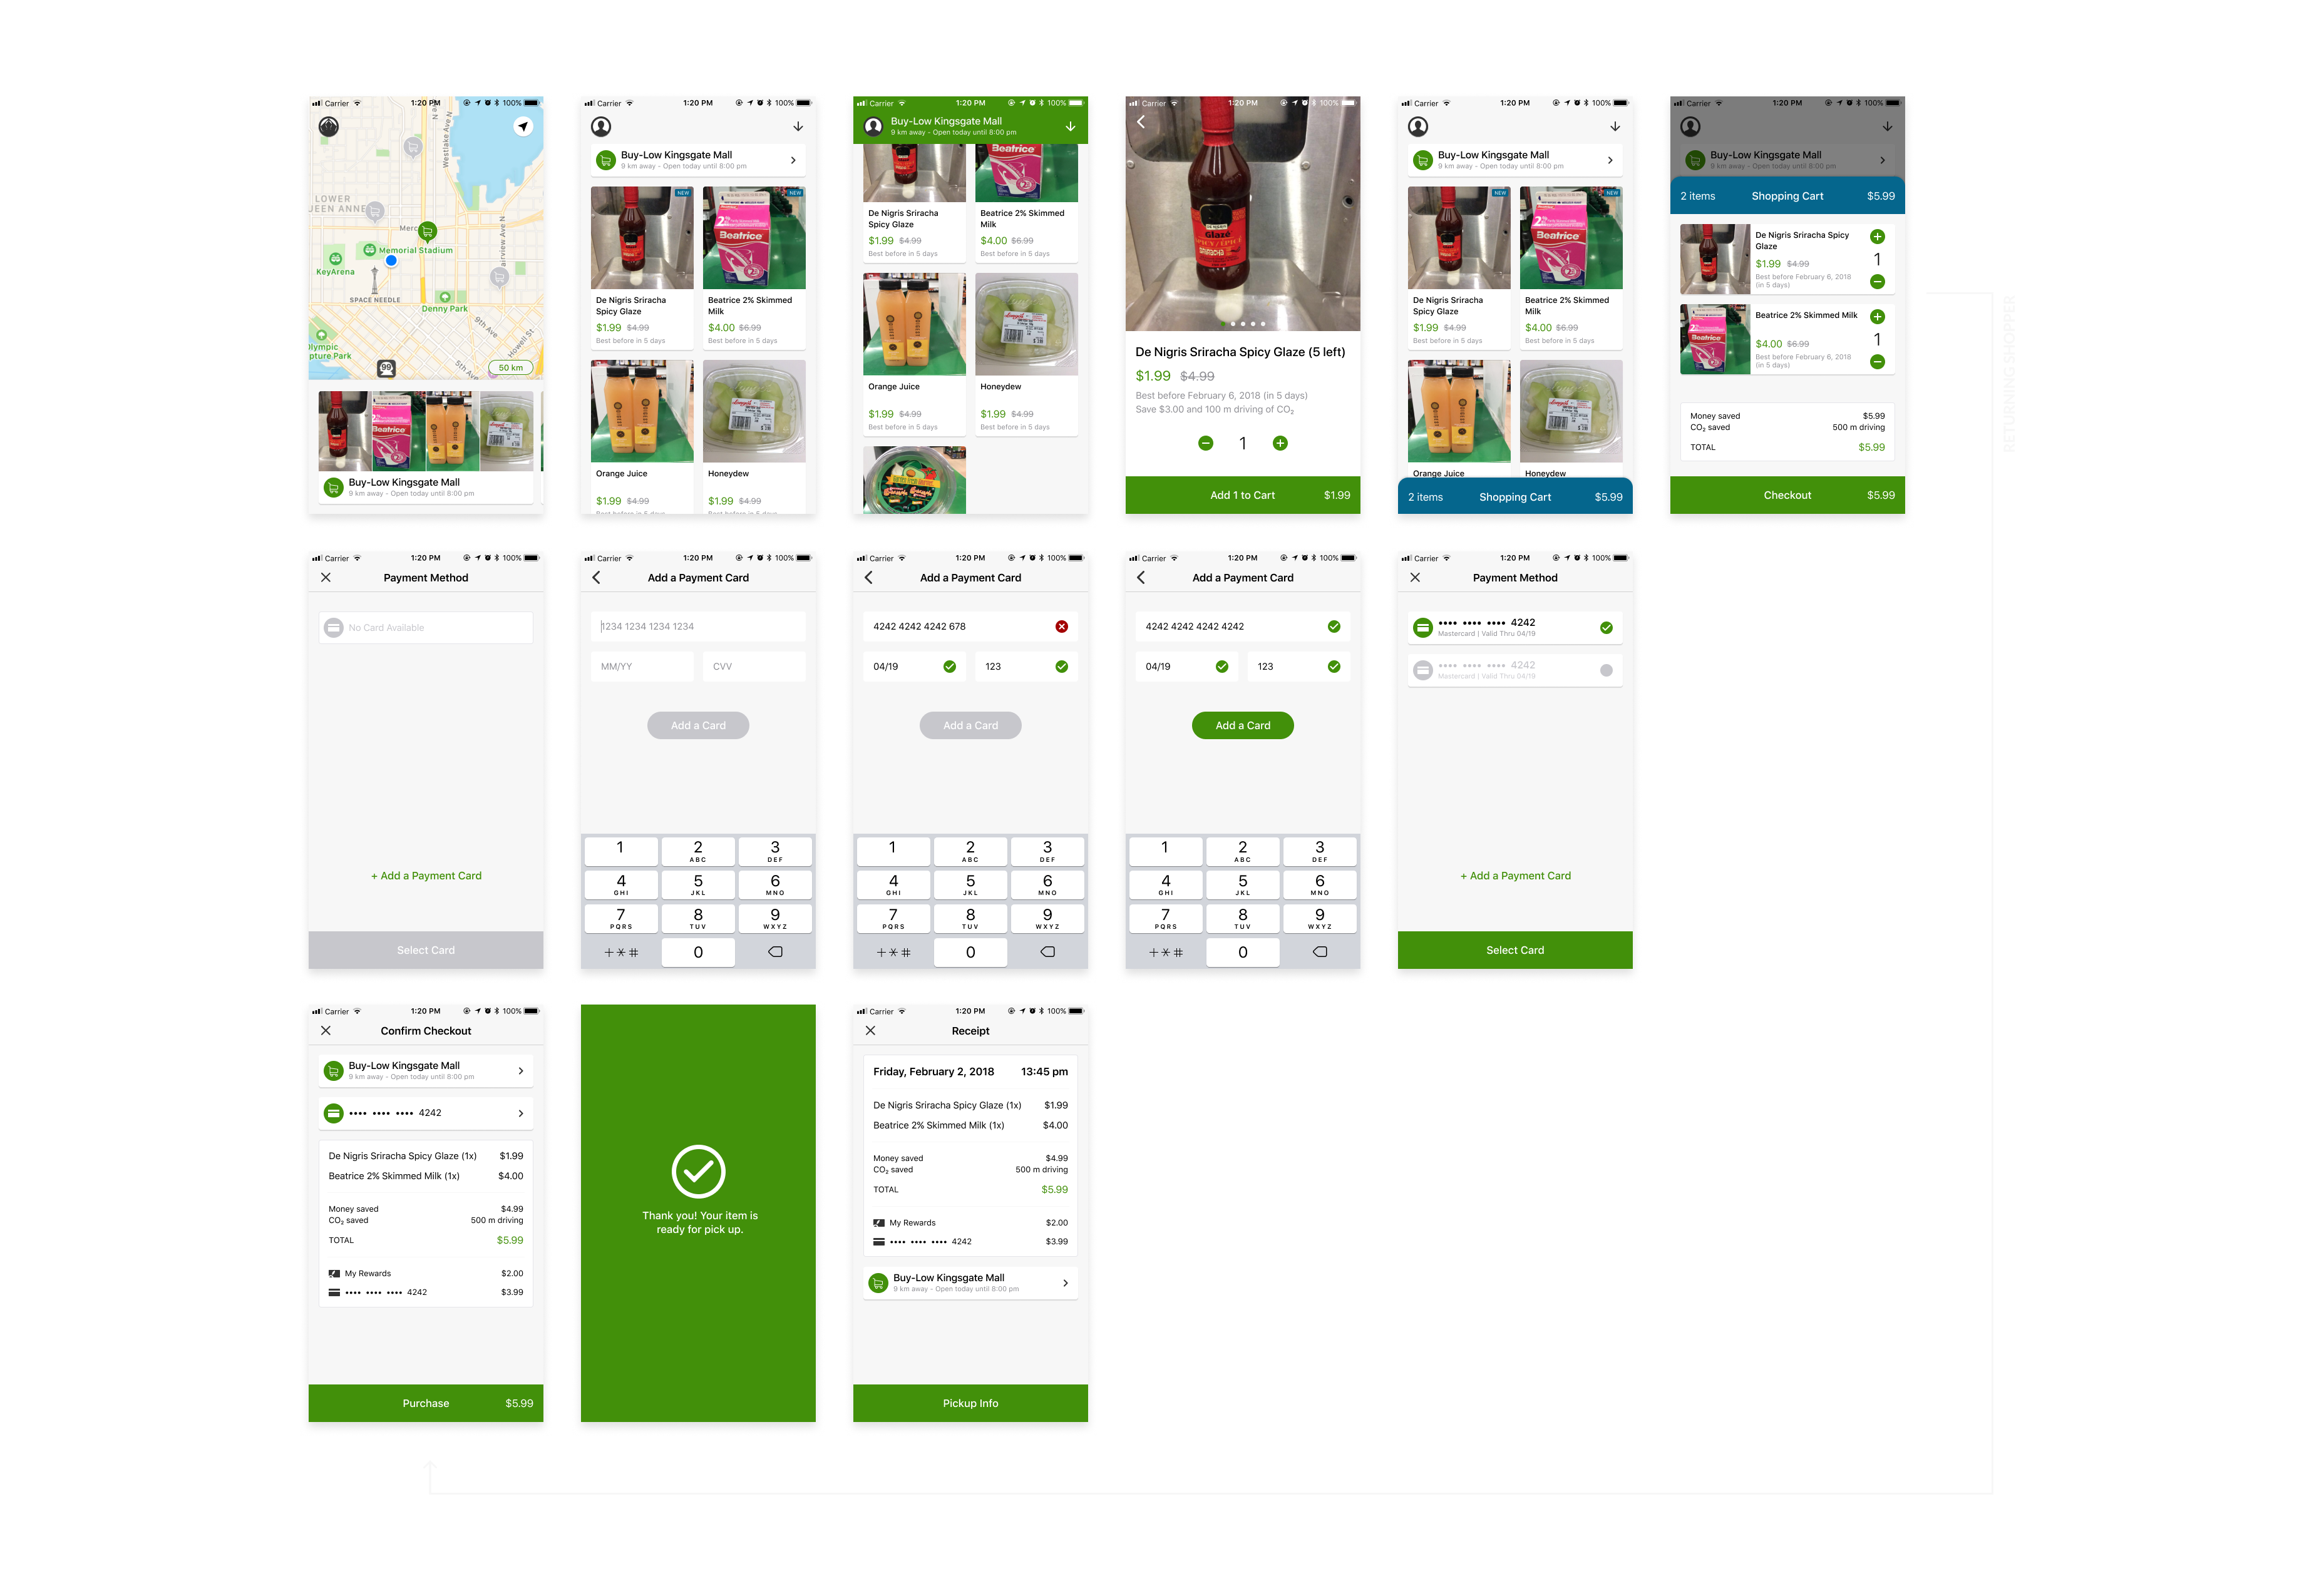 Carrier 1:20 PM 100%
Westlake Ave N
N
LOWER
UEEN ANNE
Merc
Memorial Stadium
KeyArena
irview Ave N
SPACE NEEDLE
Denny Park
9th Ave
Howell St
Olympic
pture Park
99
5th Ave
50 km
Beatrice
Buy-Low Kingsgate Mall
9 km away - Open today until 8:00 pm
Carrier 1:20 PM 100%
Buy-Low Kingsgate Mall
9 km away - Open today until 8:00 pm
NEW
NEW
2%
Beatrice
De Nigris Sriracha
Spicy Glaze
$1.99 $4.99
Best before in 5 days
Beatrice 2% Skimmed
Milk
$4.00 $6.99
Best before in 5 days
Orange Juice
$1.99 $4.99
Best before in 5 days
Honeydew
$1.99 $4.99
Best before in 5 days
Carrier 1:20 PM 100%
Buy-Low Kingsgate Mall
9 km away - Open today until 8:00 pm
Beatrice
De Nigris Sriracha
Spicy Glaze
$1.99 $4.99
Best before in 5 days
Beatrice 2% Skimmed
Milk
$4.00 $6.99
Best before in 5 days
Orange Juice
$1.99 $4.99
Best before in 5 days
Honeydew
$1.99 $4.99
Best before in 5 days
Carrier 1:20 PM 100%
Glaze
SRIRACHA
De Nigris Sriracha Spicy Glaze (5 left)
$1.99 $4.99
Best before February 6, 2018 (in 5 days)
Save $3.00 and 100 m driving of CO₂
1
Add 1 to Cart $1.99
Carrier 1:20 PM 100%
Buy-Low Kingsgate Mall
9 km away - Open today until 8:00 pm
NEW
NEW
2%
Beatrice
De Nigris Sriracha
Spicy Glaze
$1.99 $4.99
Best before in 5 days
Beatrice 2% Skimmed
Milk
$4.00 $6.99
Best before in 5 days
Orange Juice
Honeydew
2 items Shopping Cart $5.99
Carrier 1:20 PM 100%
Buy-Low Kingsgate Mall
9 km away - Open today until 8:00 pm
2 items Shopping Cart $5.99
De Nigris Sriracha Spicy
Glaze
$1.99 $4.99
Best before February 6, 2018
(in 5 days)
1
Beatrice
Beatrice 2% Skimmed Milk
$4.00 $6.99
Best before February 6, 2018
(in 5 days)
1
Money saved $5.99
CO₂ saved 500 m driving
TOTAL $5.99
Checkout $5.99
RETURNING SHOPPER
Carrier 1:20 PM 100%
Payment Method
No Card Available
+ Add a Payment Card
Select Card
Carrier 1:20 PM 100%
Add a Payment Card
1234 1234 1234 1234
MM/YY CVV
Add a Card
1 2 3
ABC DEF
4 5 6
GHI JKL MNO
7 8 9
PQRS TUV WXYZ
+*# 0
Carrier 1:20 PM 100%
Add a Payment Card
4242 4242 4242 678
04/19 123
Add a Card
1 2 3
ABC DEF
4 5 6
GHI JKL MNO
7 8 9
PQRS TUV WXYZ
+*# 0
Carrier 1:20 PM 100%
Add a Payment Card
4242 4242 4242 4242
04/19 123
Add a Card
1 2 3
ABC DEF
4 5 6
GHI JKL MNO
7 8 9
PQRS TUV WXYZ
+*# 0
Carrier 1:20 PM 100%
Payment Method
•••• •••• •••• 4242
Mastercard | Valid Thru 04/19
•••• •••• •••• 4242
Mastercard | Valid Thru 04/19
+ Add a Payment Card
Select Card
Carrier 1:20 PM 100%
Confirm Checkout
Buy-Low Kingsgate Mall
9 km away - Open today until 8:00 pm
•••• •••• •••• 4242
De Nigris Sriracha Spicy Glaze (1x) $1.99
Beatrice 2% Skimmed Milk (1x) $4.00
Money saved $4.99
CO₂ saved 500 m driving
TOTAL $5.99
My Rewards $2.00
•••• •••• •••• 4242 $3.99
Purchase $5.99
Thank you! Your item is
ready for pick up.
Carrier 1:20 PM 100%
Receipt
Friday, February 2, 2018 13:45 pm
De Nigris Sriracha Spicy Glaze (1x) $1.99
Beatrice 2% Skimmed Milk (1x) $4.00
Money saved $4.99
CO₂ saved 500 m driving
TOTAL $5.99
My Rewards $2.00
•••• •••• •••• 4242 $3.99
Buy-Low Kingsgate Mall
9 km away - Open today until 8:00 pm
Pickup Info